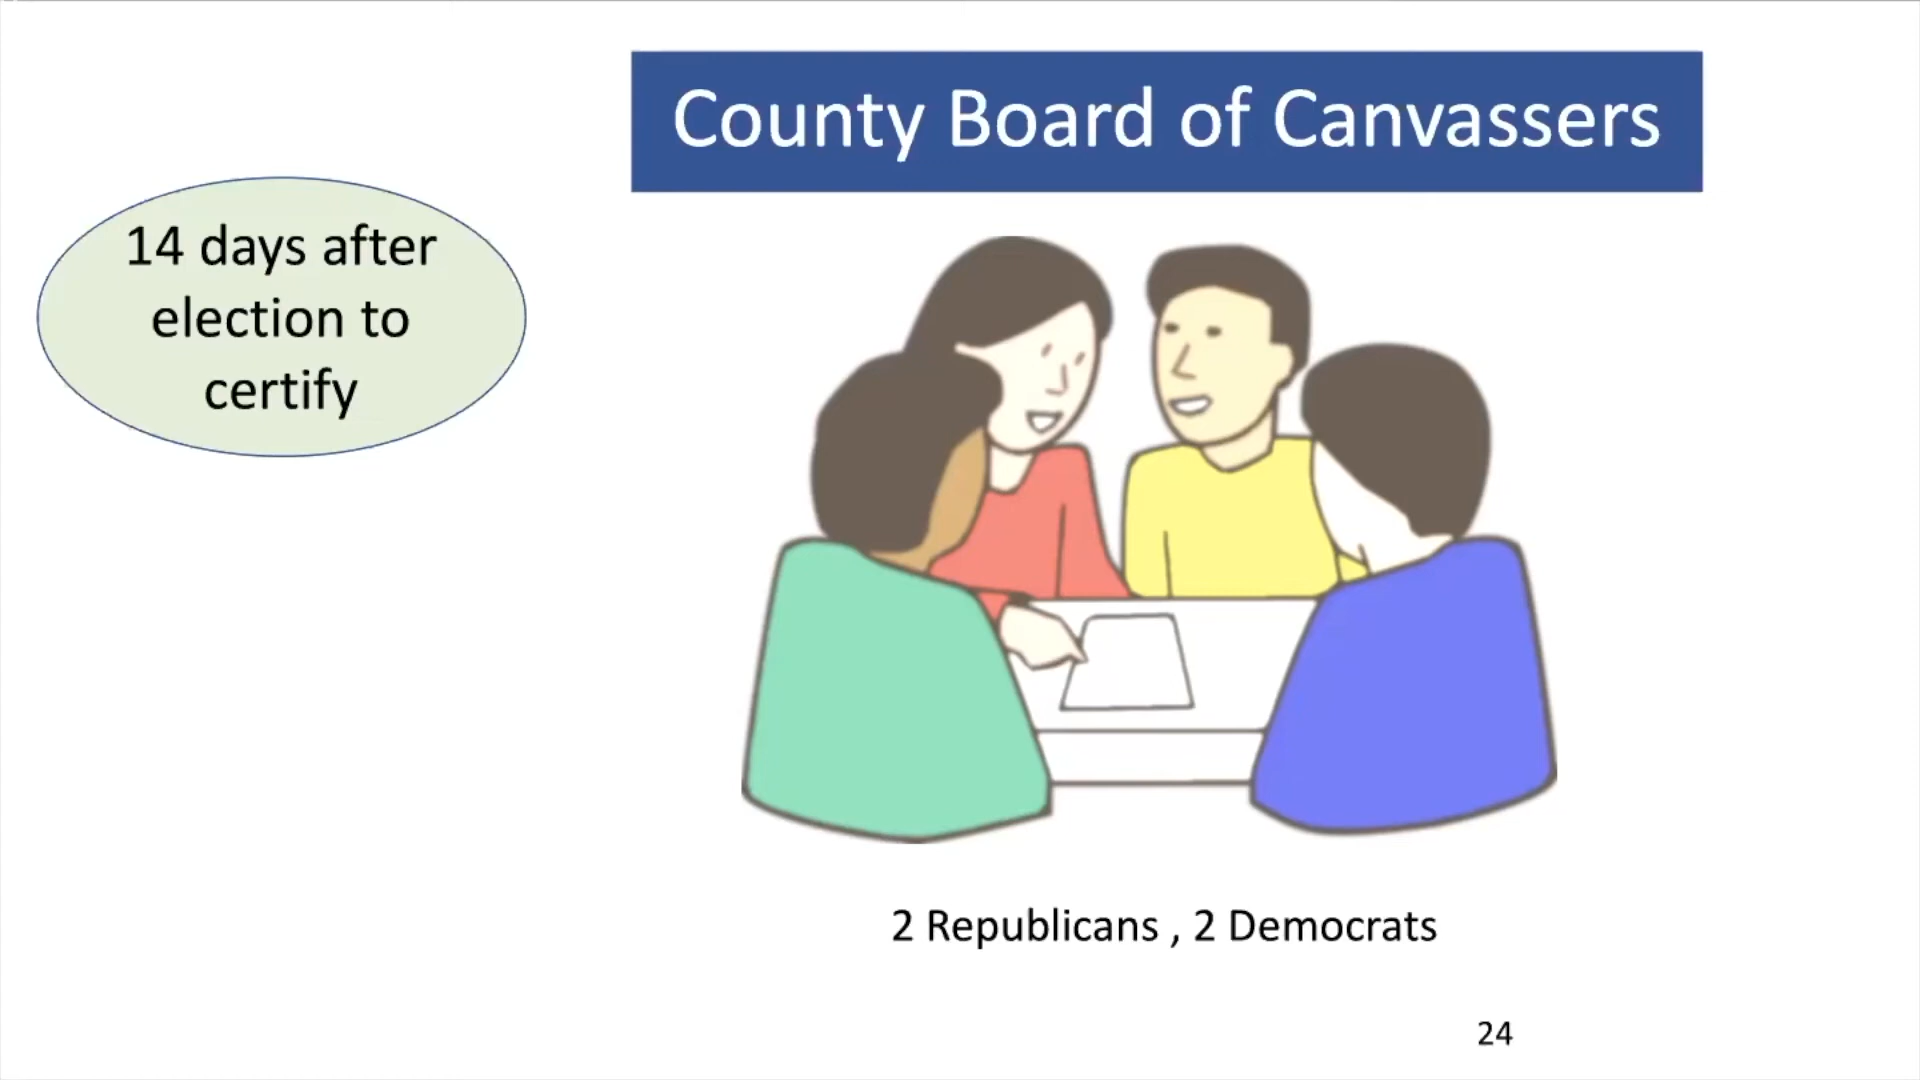 County Board of Canvassers
14 days after
election to
certify
2 Republicans , 2 Democrats
24